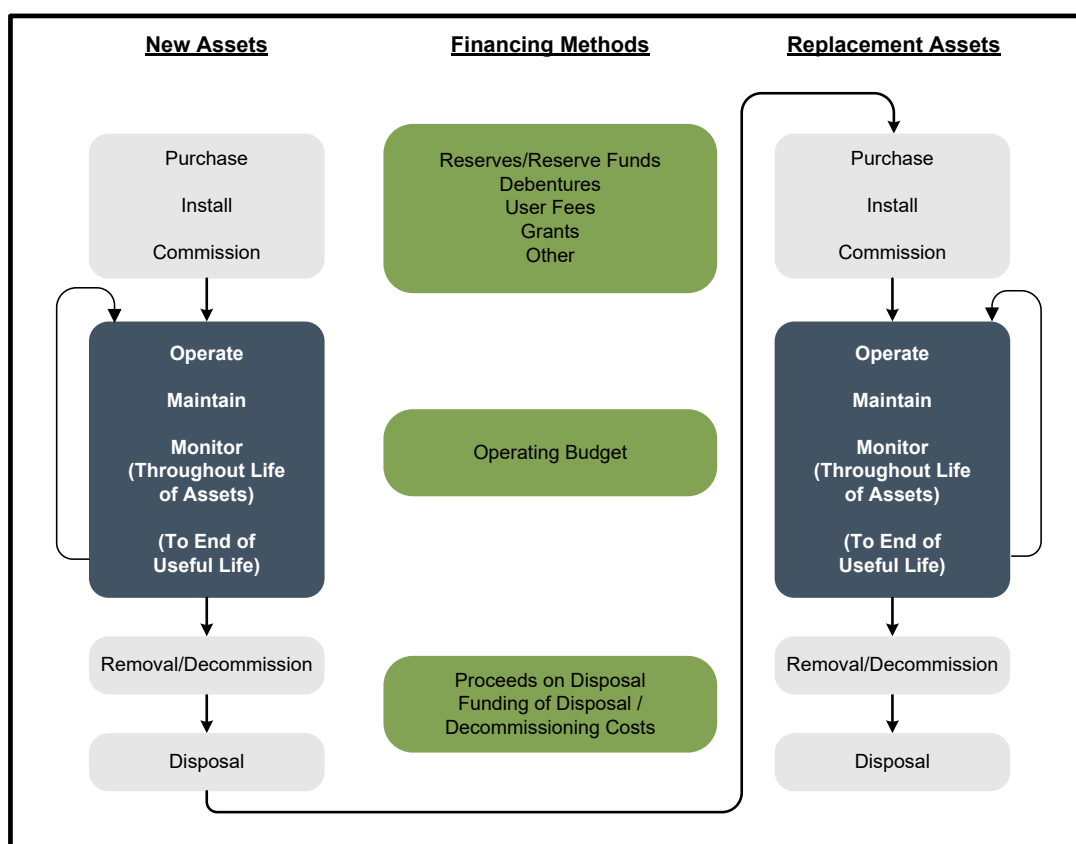 New Assets
Financing Methods
Replacement Assets
Purchase
Install
Commission
Reserves/Reserve Funds
Debentures
User Fees
Grants
Other
Purchase
Install
Commission
Operate
Maintain
Monitor
(Throughout Life
of Assets)
(To End of
Useful Life)
Operating Budget
Operate
Maintain
Monitor
(Throughout Life
of Assets)
(To End of
Useful Life)
Removal/Decommission
Disposal
Proceeds on Disposal
Funding of Disposal /
Decommissioning Costs
Removal/Decommission
Disposal